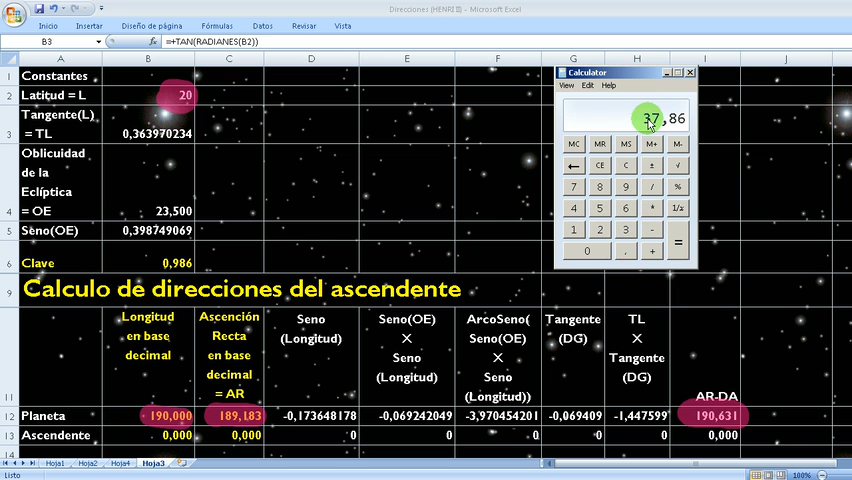 Direcciones (HENRI II) - Microsoft Excel
Inicio Insertar Diseño de página Fórmulas Datos Revisar Vista
B3 fx =+TAN(RADIANES(B2))
A B C D E F G H I J
1 Constantes
2 Latitud = L 20
Tangente(L)
3 = TL 0,363970234
Oblicuidad
de la
Eclíptica
4 = OE 23,500
5 Seno(OE) 0,398749069
6 Clave 0,986
9 Calculo de direcciones del ascendente
Longitud
en base
decimal
Ascención
Recta
en base
decimal
= AR
Seno
(Longitud)
Seno(OE)
X
Seno
(Longitud)
ArcoSeno(
Seno(OE)
X
Seno
(Longitud))
Tangente
(DG)
TL
X
Tangente
(DG)
11 AR-DA
12 Planeta 190,000 189,183 -0,173648178 -0,069242049 -3,970454201 -0,069409 -1,447599 190,631
13 Ascendente 0,000 0,000 0 0 0 0 0 0,000
14
Calculator
View Edit Help
37,86
MC MR MS M+ M-
← CE C ± √
7 8 9 / %
4 5 6 * 1/x
1 2 3 - =
0 . +
Hoja1 Hoja2 Hoja4 Hoja3
Listo 100%